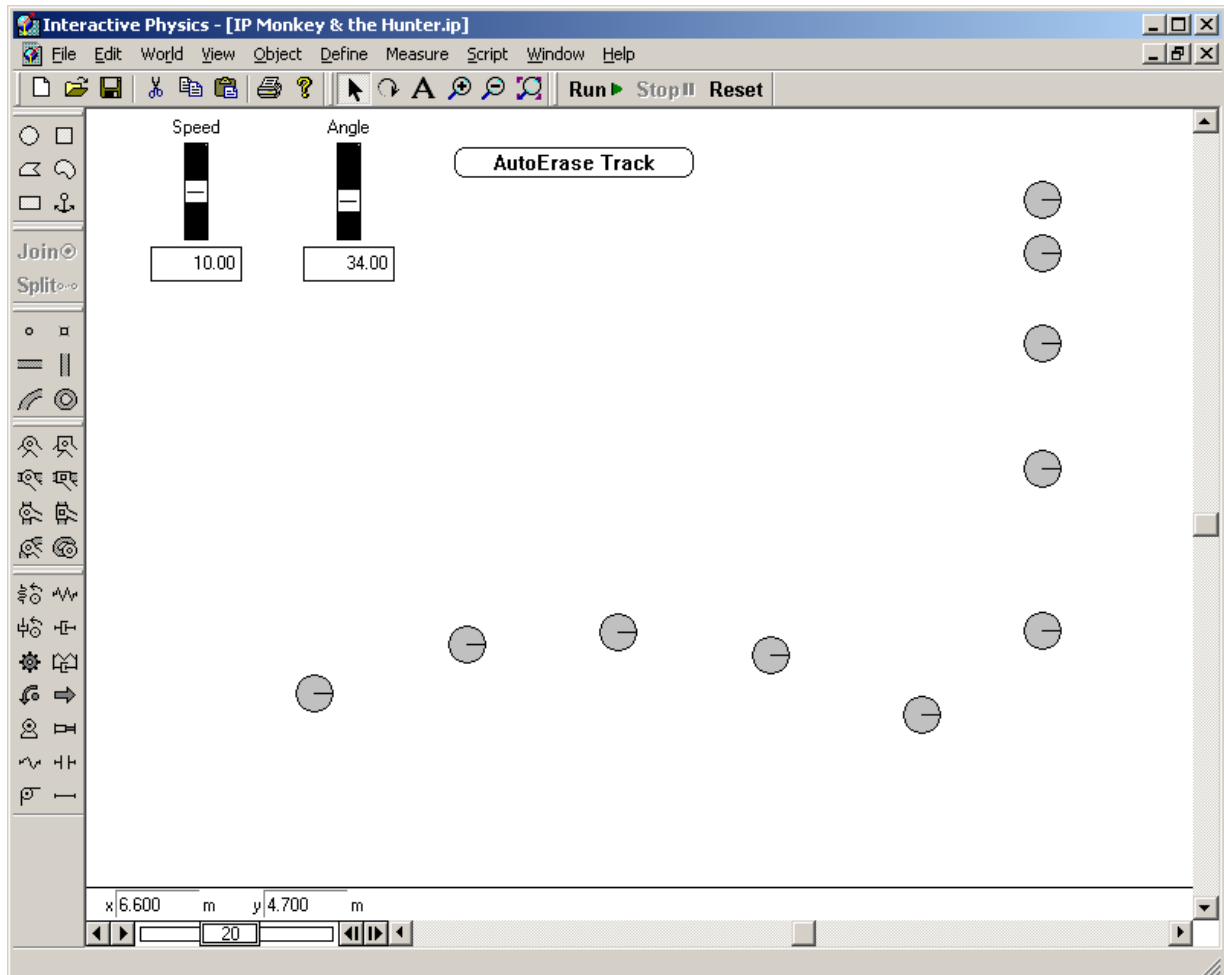 Interactive Physics - [IP Monkey & the Hunter.ip]
File Edit World View Object Define Measure Script Window Help
A ? Run Stop Reset
Speed Angle
AutoErase Track
10.00 34.00
Join
Split
x 6.600 m y 4.700 m
20